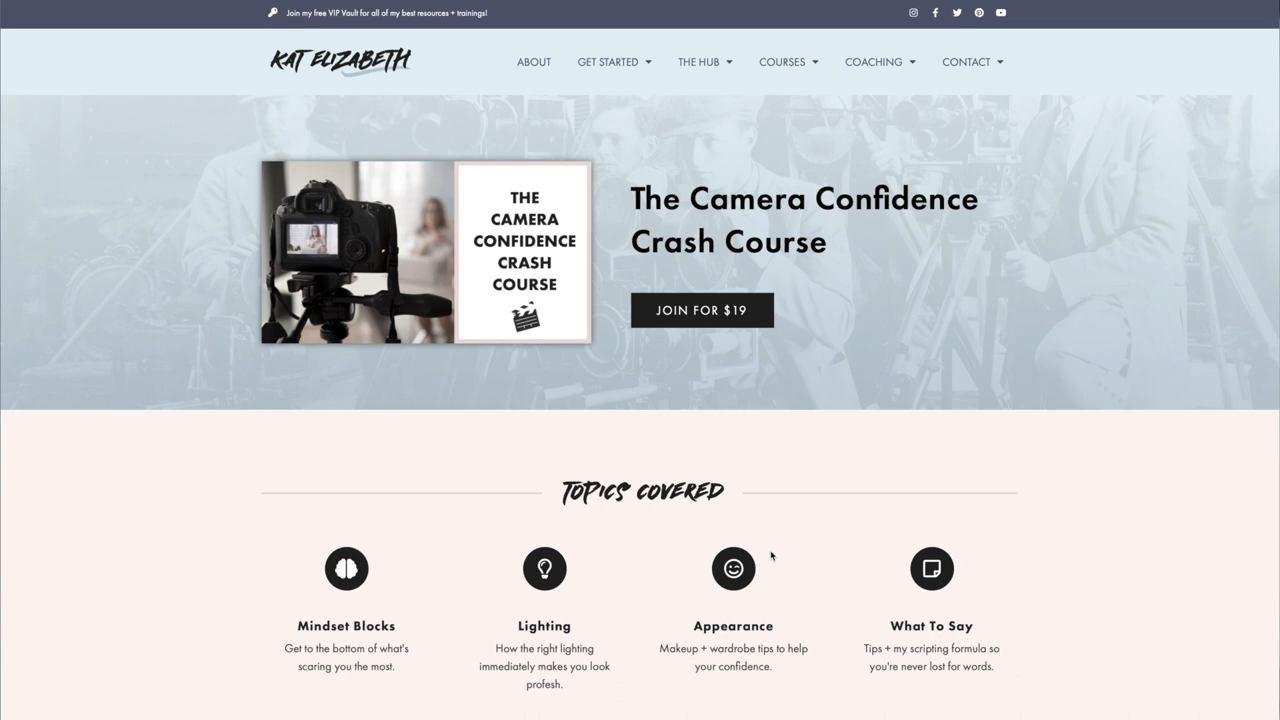 Join my free VIP Vault for all of my best resources + trainings!
KAT ELIZABETH
ABOUT
GET STARTED
THE HUB
COURSES
COACHING
CONTACT
THE
CAMERA
CONFIDENCE
CRASH
COURSE
The Camera Confidence
Crash Course
JOIN FOR $19
TOPICS COVERED
Mindset Blocks
Get to the bottom of what's
scaring you the most.
Lighting
How the right lighting
immediately makes you look
profesh.
Appearance
Makeup + wardrobe tips to help
your confidence.
What To Say
Tips + my scripting formula so
you're never lost for words.